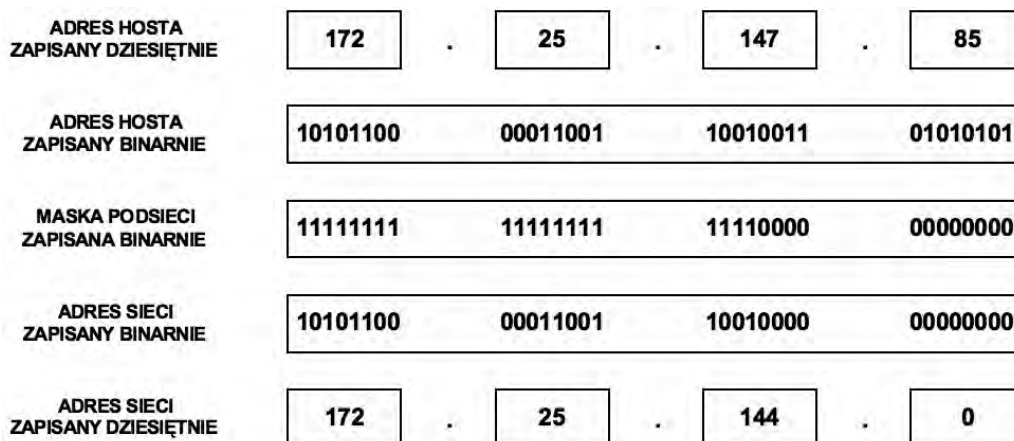 ADRES HOSTA
ZAPISANY DZIESIĘTNIE
172 . 25 . 147 . 85
ADRES HOSTA
ZAPISANY BINARNIE
10101100 00011001 10010011 01010101
MASKA PODSIECI
ZAPISANA BINARNIE
11111111 11111111 11110000 00000000
ADRES SIECI
ZAPISANY BINARNIE
10101100 00011001 10010000 00000000
ADRES SIECI
ZAPISANY DZIESIĘTNIE
172 . 25 . 144 . 0